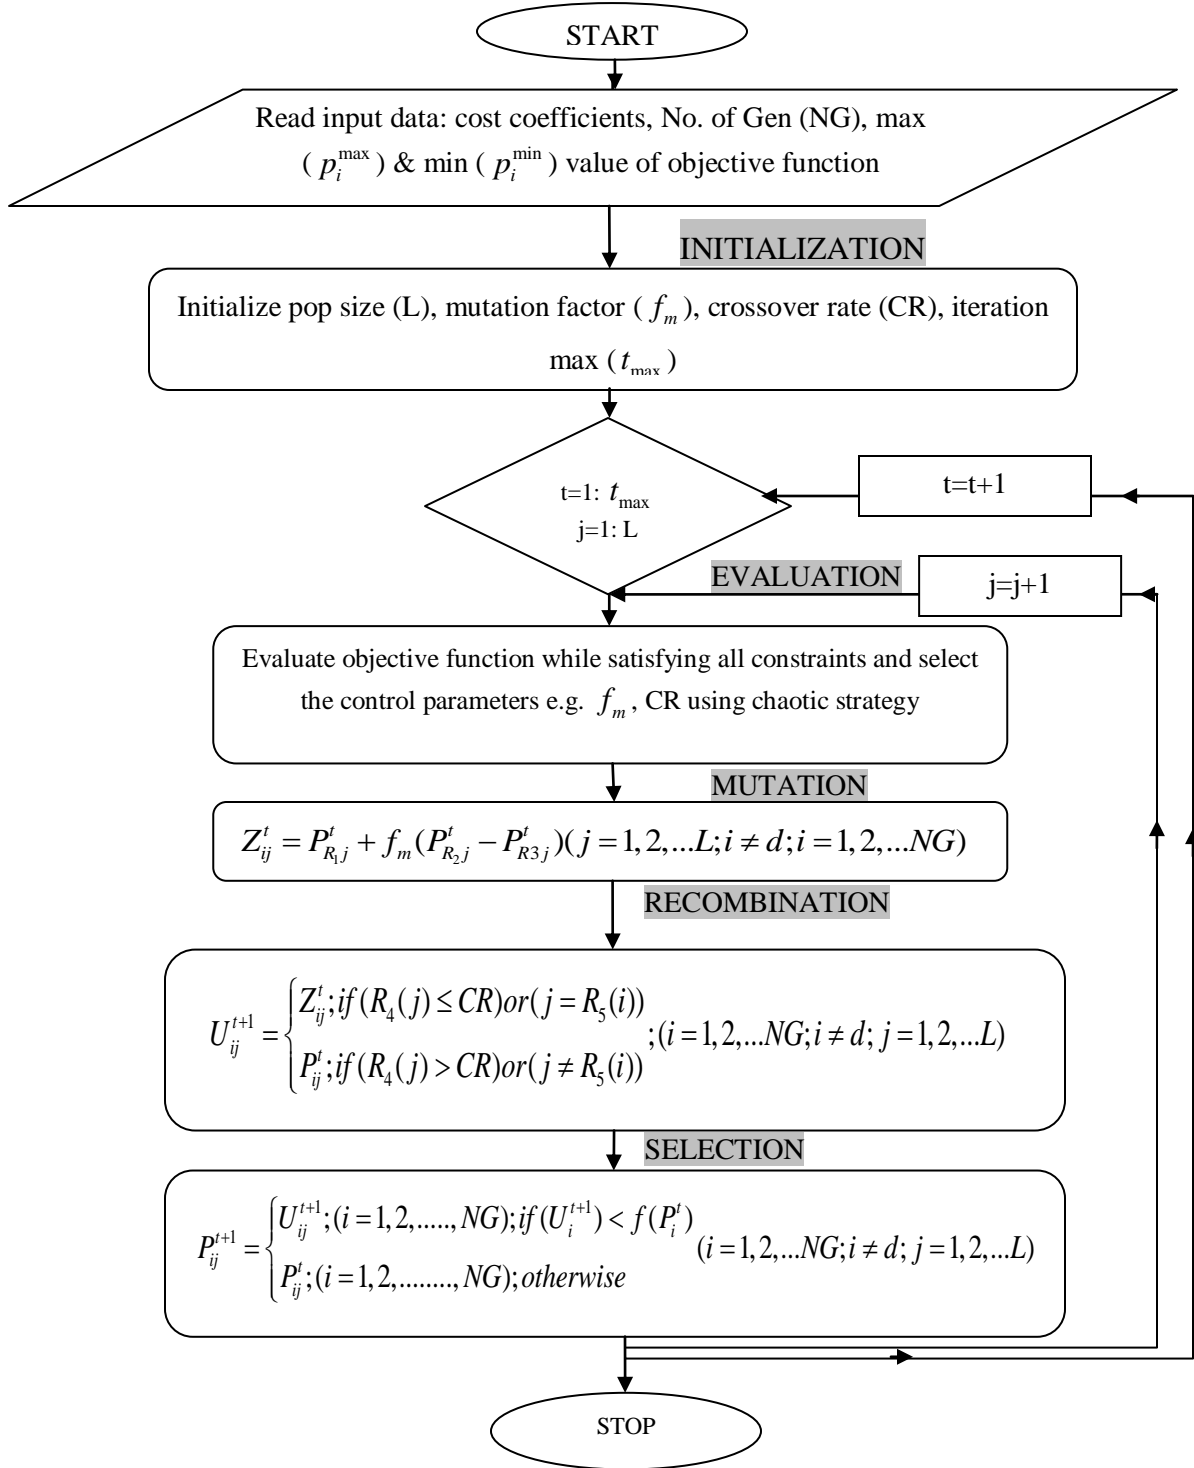 START
Read input data: cost coefficients, No. of Gen (NG), max
( p_i^max ) & min ( p_i^min ) value of objective function
INITIALIZATION
Initialize pop size (L), mutation factor ( f_m ), crossover rate (CR), iteration
max ( t_max )
t=1: t_max
j=1: L
t=t+1
EVALUATION
j=j+1
Evaluate objective function while satisfying all constraints and select
the control parameters e.g. f_m , CR using chaotic strategy
MUTATION
Z_ij^t = P_{R_1 j}^t + f_m (P_{R_2 j}^t − P_{R3 j}^t)(j = 1, 2,...L; i ≠ d; i = 1, 2,...NG)
RECOMBINATION
U_ij^{t+1} = { Z_ij^t; if (R_4(j) ≤ CR)or(j = R_5(i))
P_ij^t; if (R_4(j) > CR)or(j ≠ R_5(i)) ;(i = 1, 2,...NG; i ≠ d; j = 1, 2,...L)
SELECTION
P_ij^{t+1} = { U_ij^{t+1}; (i = 1, 2,....., NG); if (U_i^{t+1}) < f(P_i^t)
P_ij^t; (i = 1, 2,........, NG); otherwise (i = 1, 2,...NG; i ≠ d; j = 1, 2,...L)
STOP